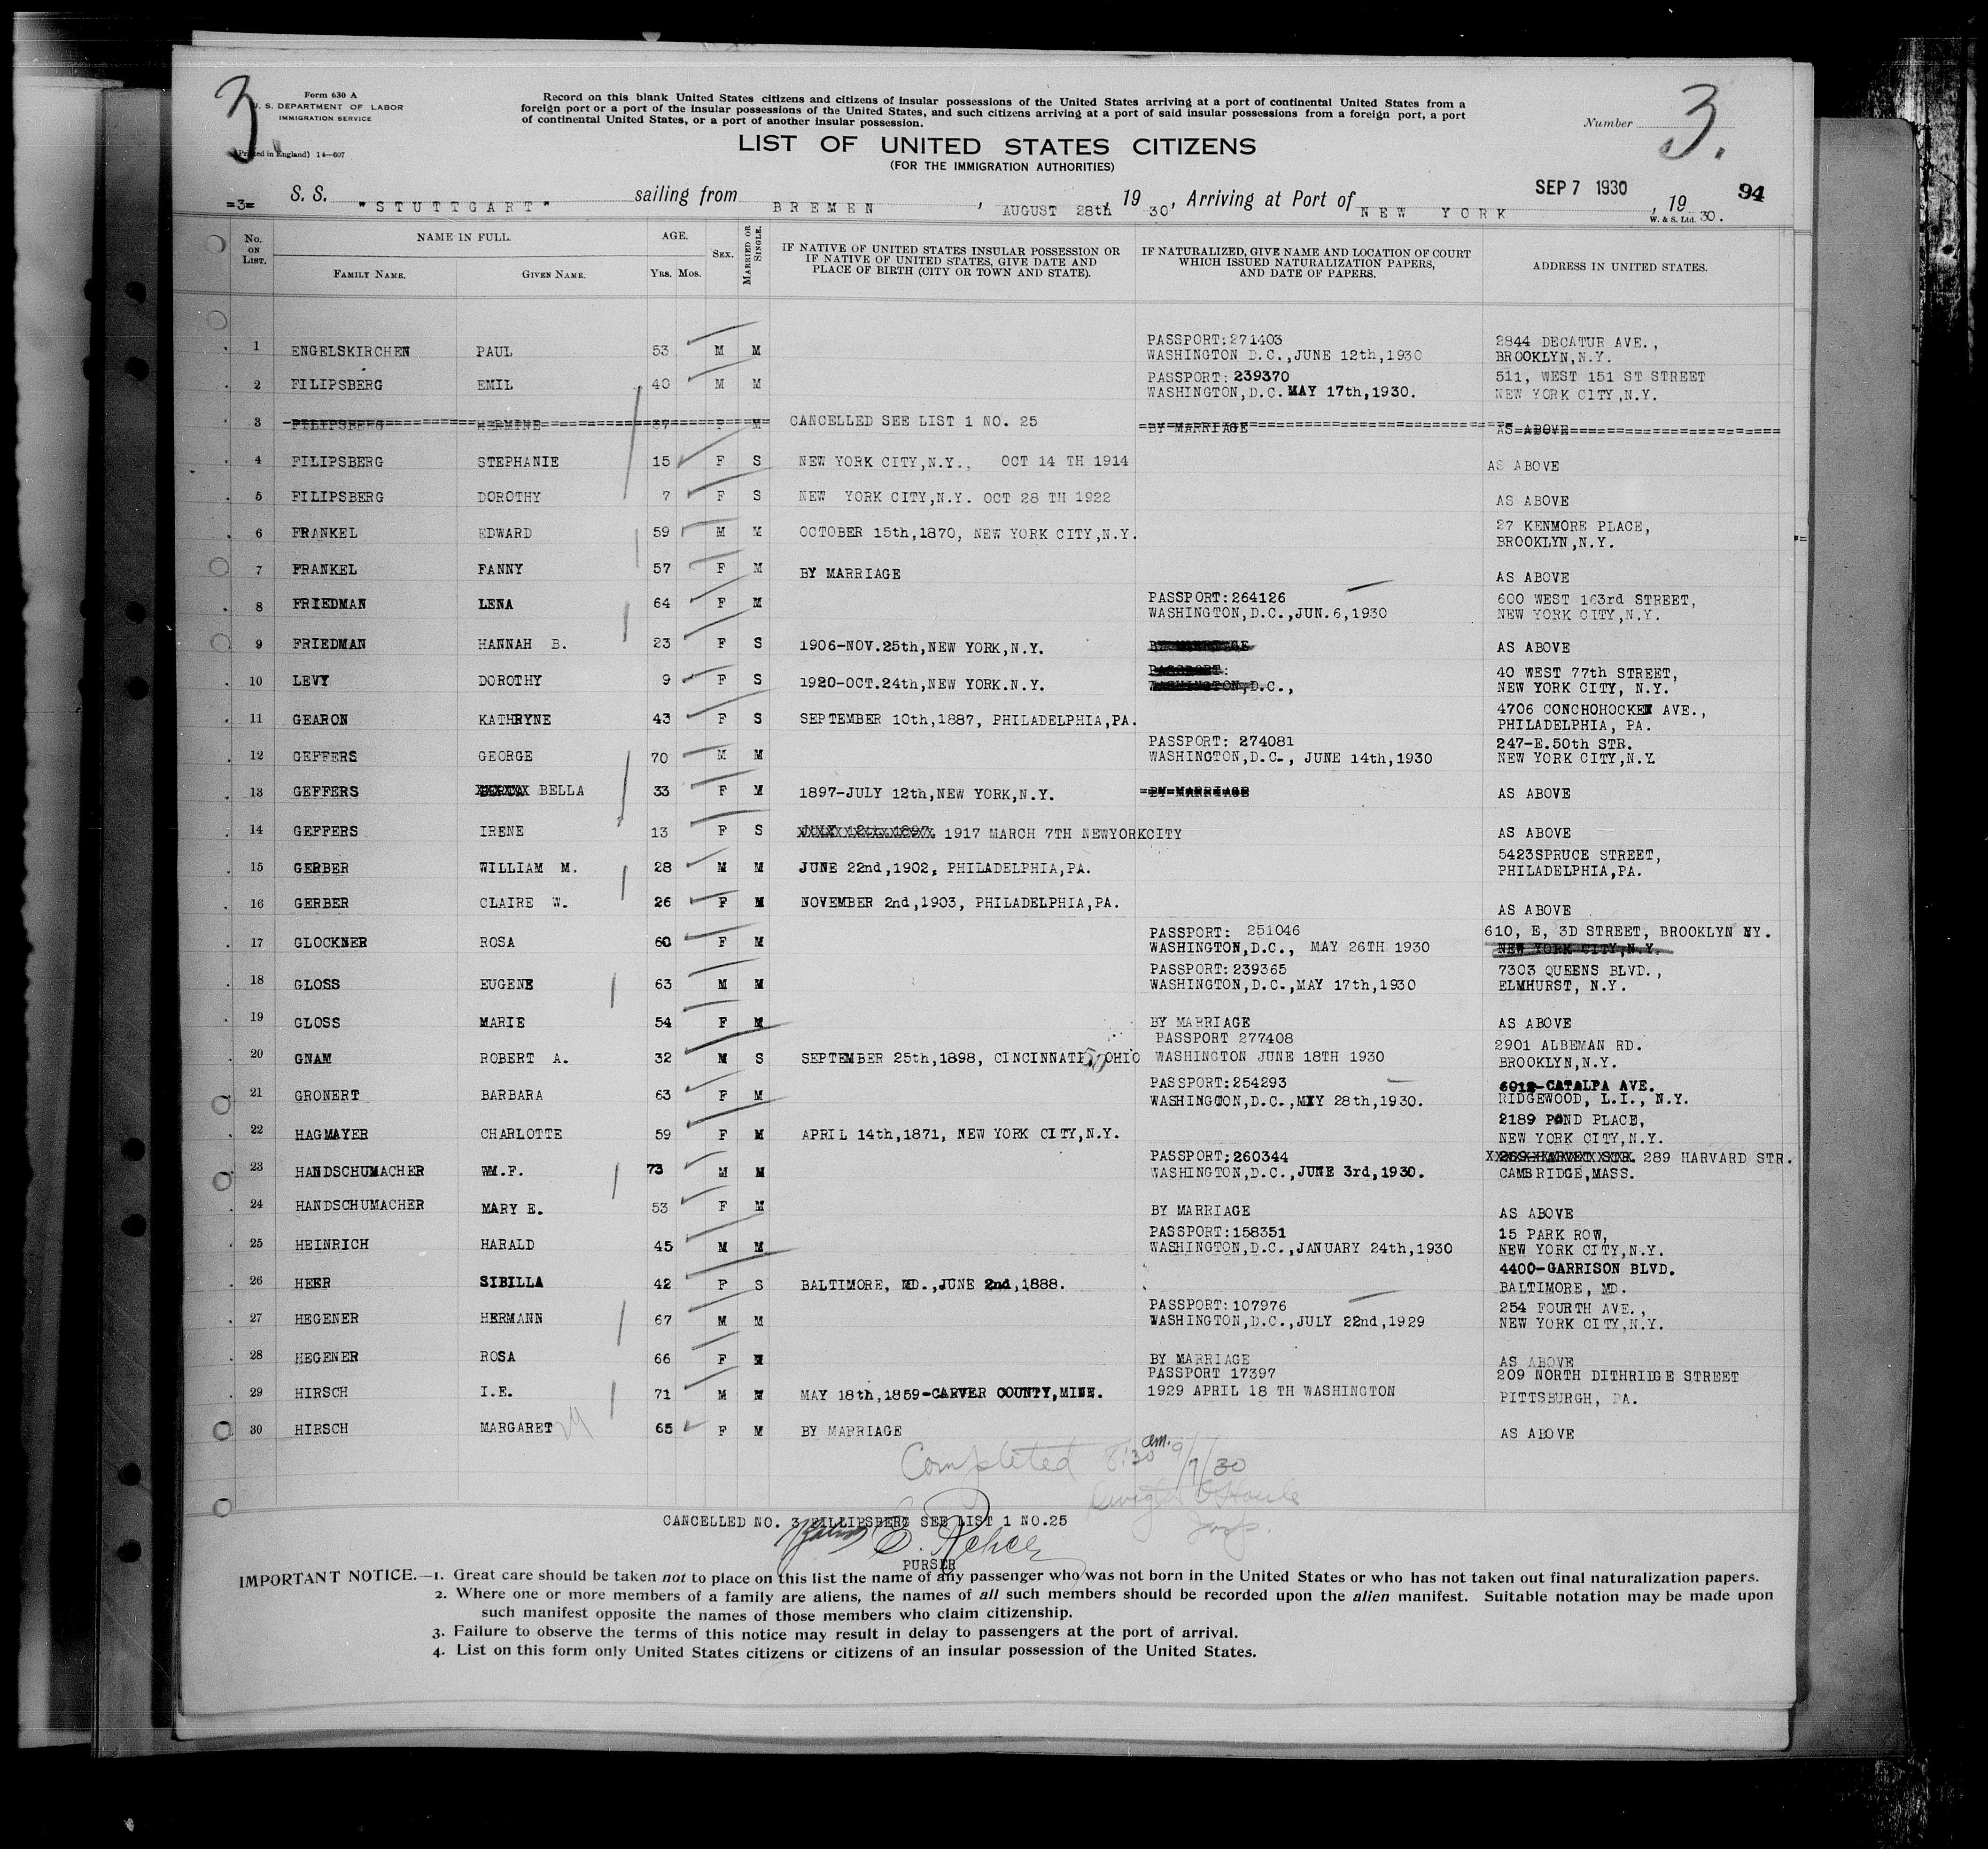 3
3.
Form 630 A
U. S. DEPARTMENT OF LABOR
IMMIGRATION SERVICE
(Printed in England) 14—607
Record on this blank United States citizens and citizens of insular possessions of the United States arriving at a port of continental United States from a
foreign port or a port of the insular possessions of the United States, and such citizens arriving at a port of said insular possessions from a foreign port, a port
of continental United States, or a port of another insular possession.
Number
LIST OF UNITED STATES CITIZENS
(FOR THE IMMIGRATION AUTHORITIES)
=3= S. S. "STUTTGART" sailing from BREMEN, AUGUST 28th, 1930, Arriving at Port of NEW YORK SEP 7 1930, 1930. 94
W. & S. Ltd.
No. ON LIST. NAME IN FULL. AGE. SEX. MARRIED OR SINGLE. IF NATIVE OF UNITED STATES INSULAR POSSESSION OR IF NATIVE OF UNITED STATES, GIVE DATE AND PLACE OF BIRTH (CITY OR TOWN AND STATE). IF NATURALIZED, GIVE NAME AND LOCATION OF COURT WHICH ISSUED NATURALIZATION PAPERS, AND DATE OF PAPERS. ADDRESS IN UNITED STATES.
FAMILY NAME. GIVEN NAME. YRS. MOS.
1 ENGELSKIRCHEN PAUL 53 M M PASSPORT:271403 2844 DECATUR AVE.,
WASHINGTON D.C.,JUNE 12th,1930 BROOKLYN,N.Y.
2 FILIPSBERG EMIL 40 M M PASSPORT: 239370 511, WEST 151 ST STREET
WASHINGTON,D.C. MAY 17th,1930. NEW YORK CITY,N.Y.
3 FILIPSBERG HERMINE 37 F M CANCELLED SEE LIST 1 NO. 25 BY MARRIAGE AS ABOVE
4 FILIPSBERG STEPHANIE 15 F S NEW YORK CITY,N.Y., OCT 14 TH 1914 AS ABOVE
5 FILIPSBERG DOROTHY 7 F S NEW YORK CITY,N.Y. OCT 28 TH 1922 AS ABOVE
6 FRANKEL EDWARD 59 M M OCTOBER 15th,1870, NEW YORK CITY,N.Y. 27 KENMORE PLACE,
BROOKLYN,N.Y.
7 FRANKEL FANNY 57 F M BY MARRIAGE AS ABOVE
8 FRIEDMAN LENA 64 F M PASSPORT:264126 600 WEST 163rd STREET,
WASHINGTON,D.C.,JUN.6,1930 NEW YORK CITY,N.Y.
9 FRIEDMAN HANNAH B. 23 F S 1906-NOV.25th,NEW YORK,N.Y. BY MARRIAGE AS ABOVE
10 LEVY DOROTHY 9 F S 1920-OCT.24th,NEW YORK.N.Y. PASSPORT: 40 WEST 77th STREET,
WASHINGTON,D.C., NEW YORK CITY, N.Y.
11 GEARON KATHRYNE 43 F S SEPTEMBER 10th,1887, PHILADELPHIA,PA. 4706 CONCHOHOCKEN AVE.,
PHILADELPHIA, PA.
12 GEFFERS GEORGE 70 M M PASSPORT: 274081 247-E.50th STR.
WASHINGTON,D.C., JUNE 14th,1930 NEW YORK CITY,N.Y.
13 GEFFERS BELLA 33 F M 1897-JULY 12th,NEW YORK,N.Y. BY MARRIAGE AS ABOVE
14 GEFFERS IRENE 13 F S JULY 12th,1897. 1917 MARCH 7TH NEWYORKCITY AS ABOVE
15 GERBER WILLIAM M. 28 M M JUNE 22nd,1902, PHILADELPHIA,PA. 5423SPRUCE STREET,
PHILADELPHIA,PA.
16 GERBER CLAIRE W. 26 F M NOVEMBER 2nd,1903, PHILADELPHIA,PA. AS ABOVE
17 GLOCKNER ROSA 60 F M PASSPORT: 251046 610, E, 3D STREET, BROOKLYN NY.
WASHINGTON,D.C., MAY 26TH 1930 NEW YORK CITY,N.Y.
18 GLOSS EUGENE 63 M M PASSPORT:239365 7303 QUEENS BLVD.,
WASHINGTON,D.C.,MAY 17th,1930 ELMHURST, N.Y.
19 GLOSS MARIE 54 F M BY MARRIAGE AS ABOVE
20 GNAM ROBERT A. 32 M S SEPTEMBER 25th,1898, CINCINNATI, OHIO PASSPORT 277408 2901 ALBEMAN RD.
WASHINGTON JUNE 18TH 1930 BROOKLYN,N.Y.
21 GRONERT BARBARA 63 F M PASSPORT:254293 6912-CATALPA AVE.
WASHINGTON,D.C.,MAY 28th,1930. RIDGEWOOD, L.I., N.Y.
22 HAGMAYER CHARLOTTE 59 F M APRIL 14th,1871, NEW YORK CITY,N.Y. 2189 POND PLACE,
NEW YORK CITY,N.Y.
23 HANDSCHUMACHER WM.F. 73 M M PASSPORT:260344 289 HARVARD STR.
WASHINGTON,D.C.,JUNE 3rd,1930. CAMBRIDGE,MASS.
24 HANDSCHUMACHER MARY E. 53 F M BY MARRIAGE AS ABOVE
25 HEINRICH HARALD 45 M M PASSPORT:158351 15 PARK ROW,
WASHINGTON,D.C.,JANUARY 24th,1930 NEW YORK CITY,N.Y.
26 HEER SIBILLA 42 F S BALTIMORE, MD.,JUNE 2nd,1888. 4400-GARRISON BLVD.
BALTIMORE, MD.
27 HEGENER HERMANN 67 M M PASSPORT:107976 254 FOURTH AVE.,
WASHINGTON,D.C.,JULY 22nd,1929 NEW YORK CITY,N.Y.
28 HEGENER ROSA 66 F M BY MARRIAGE AS ABOVE
29 HIRSCH I.E. 71 M M MAY 18th,1859-CARVER COUNTY,MINN. PASSPORT 17397 209 NORTH DITHRIDGE STREET
1929 APRIL 18 TH WASHINGTON PITTSBURGH, PA.
30 HIRSCH MARGARET 65 F M BY MARRIAGE AS ABOVE
Completed 8:30 am. 9/7/30
Dwight
Insp.
CANCELLED NO. 3 FILLIPSBERG SEE LIST 1 NO.25
PURSER
IMPORTANT NOTICE.—1. Great care should be taken not to place on this list the name of any passenger who was not born in the United States or who has not taken out final naturalization papers.
2. Where one or more members of a family are aliens, the names of all such members should be recorded upon the alien manifest. Suitable notation may be made upon
such manifest opposite the names of those members who claim citizenship.
3. Failure to observe the terms of this notice may result in delay to passengers at the port of arrival.
4. List on this form only United States citizens or citizens of an insular possession of the United States.